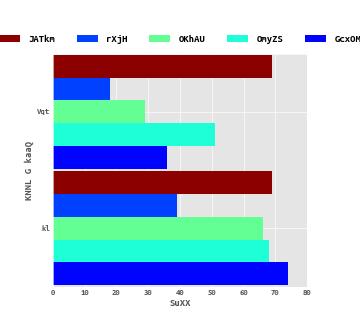 JATkm rXjH OKhAU OmyZS GcxOM
KNNL G kaaQ
Vqt
kl
0 10 20 30 40 50 60 70 80
SuXX